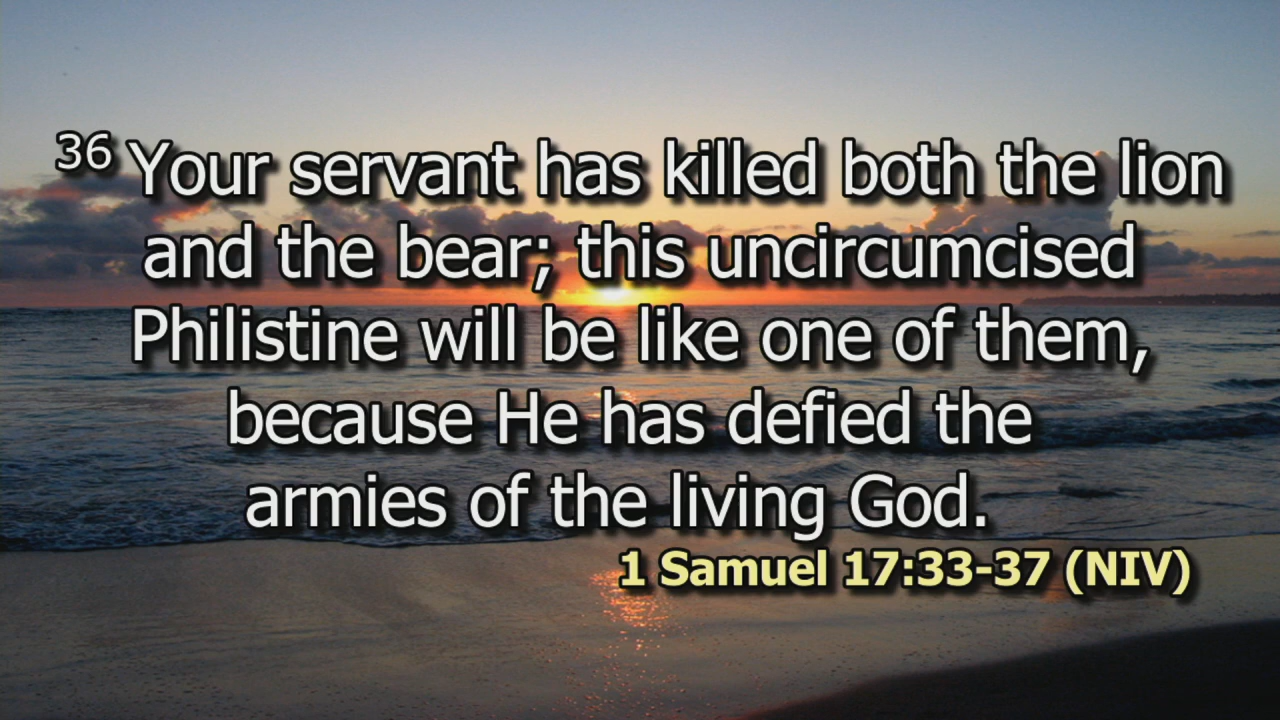 36 Your servant has killed both the lion
and the bear; this uncircumcised
Philistine will be like one of them,
because He has defied the
armies of the living God.
1 Samuel 17:33-37 (NIV)